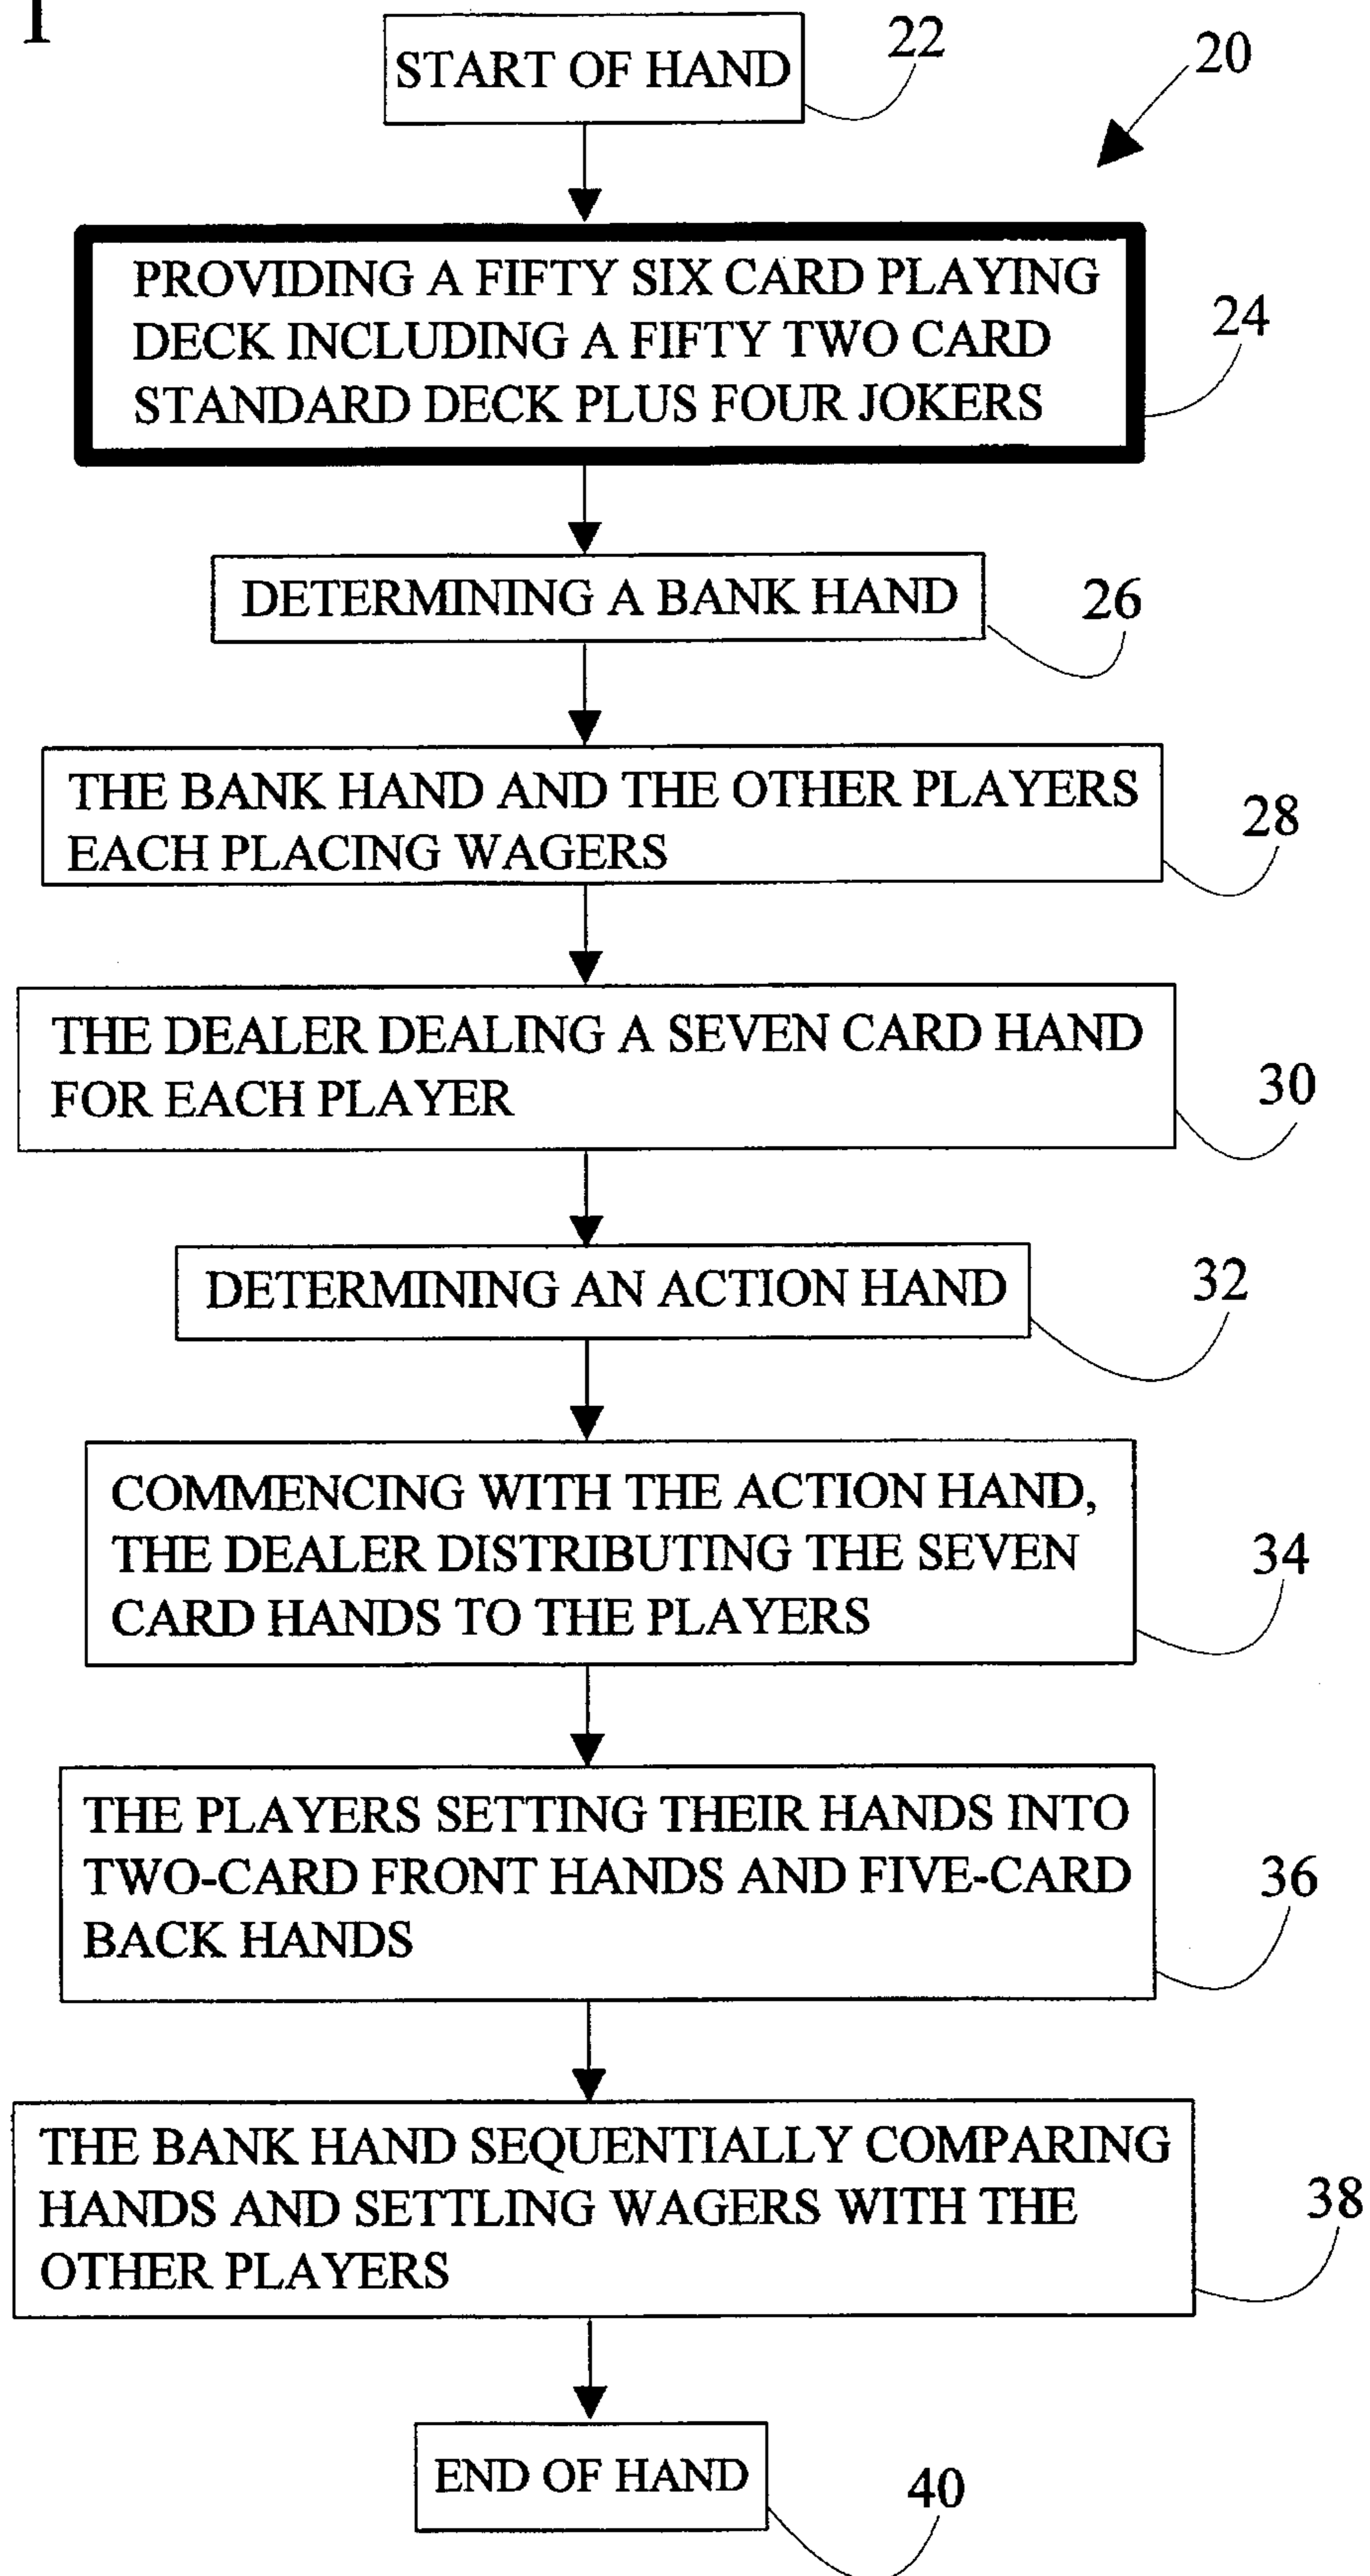 1
START OF HAND
22
20
PROVIDING A FIFTY SIX CARD PLAYING
DECK INCLUDING A FIFTY TWO CARD
STANDARD DECK PLUS FOUR JOKERS
24
DETERMINING A BANK HAND
26
THE BANK HAND AND THE OTHER PLAYERS
EACH PLACING WAGERS
28
THE DEALER DEALING A SEVEN CARD HAND
FOR EACH PLAYER
30
DETERMINING AN ACTION HAND
32
COMMENCING WITH THE ACTION HAND,
THE DEALER DISTRIBUTING THE SEVEN
CARD HANDS TO THE PLAYERS
34
THE PLAYERS SETTING THEIR HANDS INTO
TWO-CARD FRONT HANDS AND FIVE-CARD
BACK HANDS
36
THE BANK HAND SEQUENTIALLY COMPARING
HANDS AND SETTLING WAGERS WITH THE
OTHER PLAYERS
38
END OF HAND
40